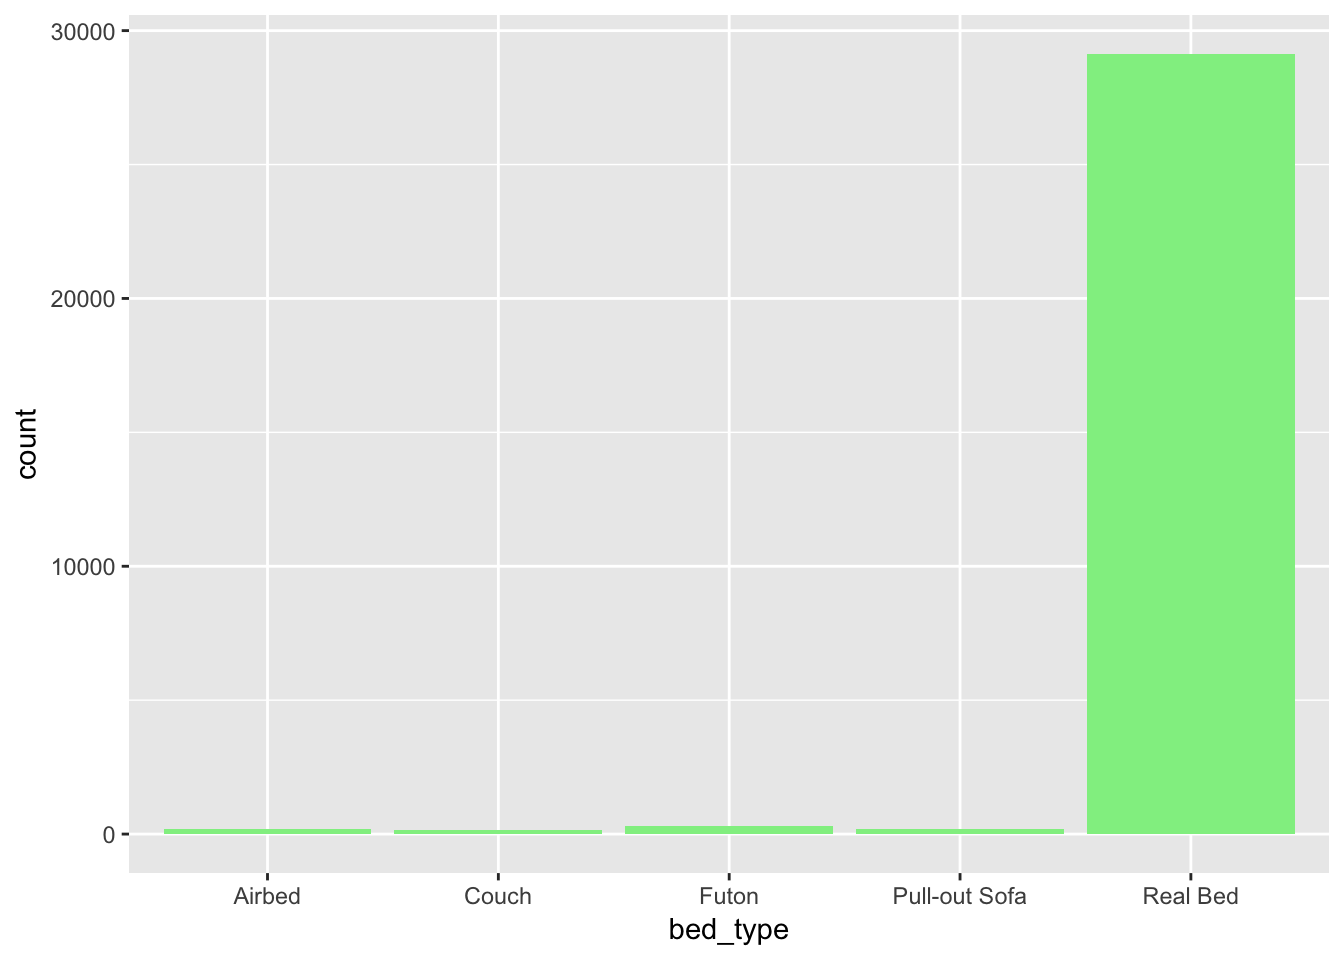 30000
20000
10000
0
count
Airbed
Couch
Futon
Pull-out Sofa
Real Bed
bed_type